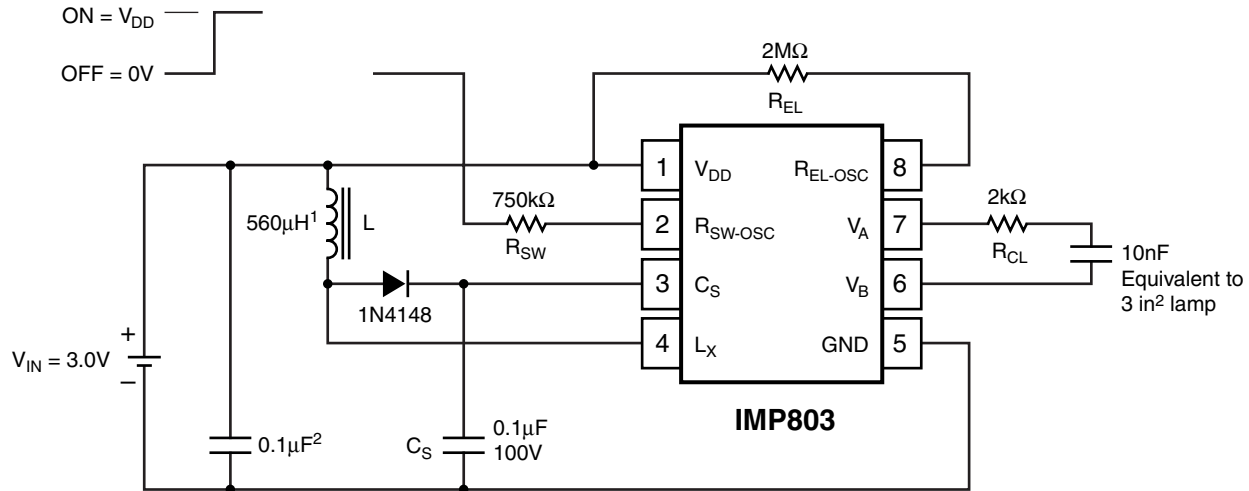 ON = VDD
OFF = 0V
2MΩ
REL
1
VDD
REL-OSC
8
560μH1
L
750kΩ
RSW
2
RSW-OSC
VA
7
2kΩ
RCL
10nF
Equivalent to
3 in2 lamp
1N4148
3
CS
VB
6
4
LX
GND
5
+
VIN = 3.0V
–
IMP803
0.1μF2
CS
0.1μF
100V